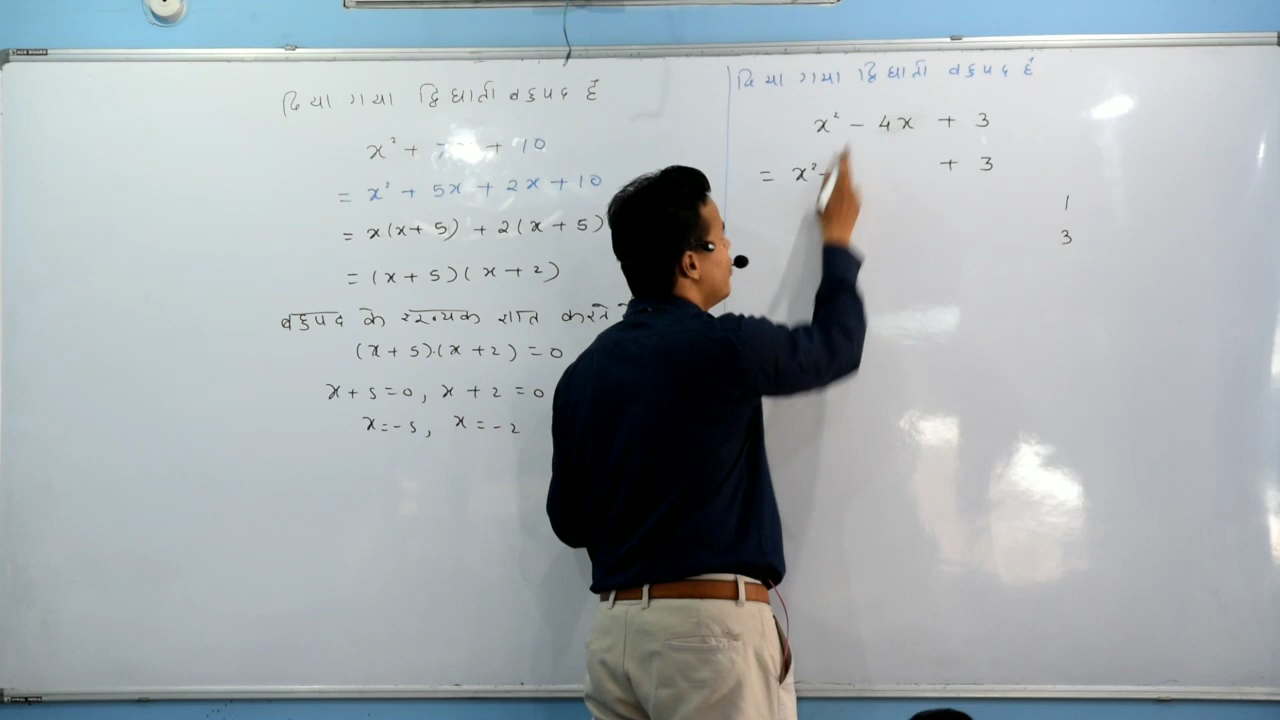 दिया गया द्विघाती बहुपद है
x² + 7x + 10
= x² + 5x + 2x + 10
= x(x+5) + 2(x+5)
= (x+5)(x+2)
बहुपद के शून्यक ज्ञात करने
(x+5).(x+2) = 0
x+5=0, x+2=0
x=-5, x=-2
दिया गया द्विघाती बहुपद है
x² - 4x + 3
= x² - + 3
1
3